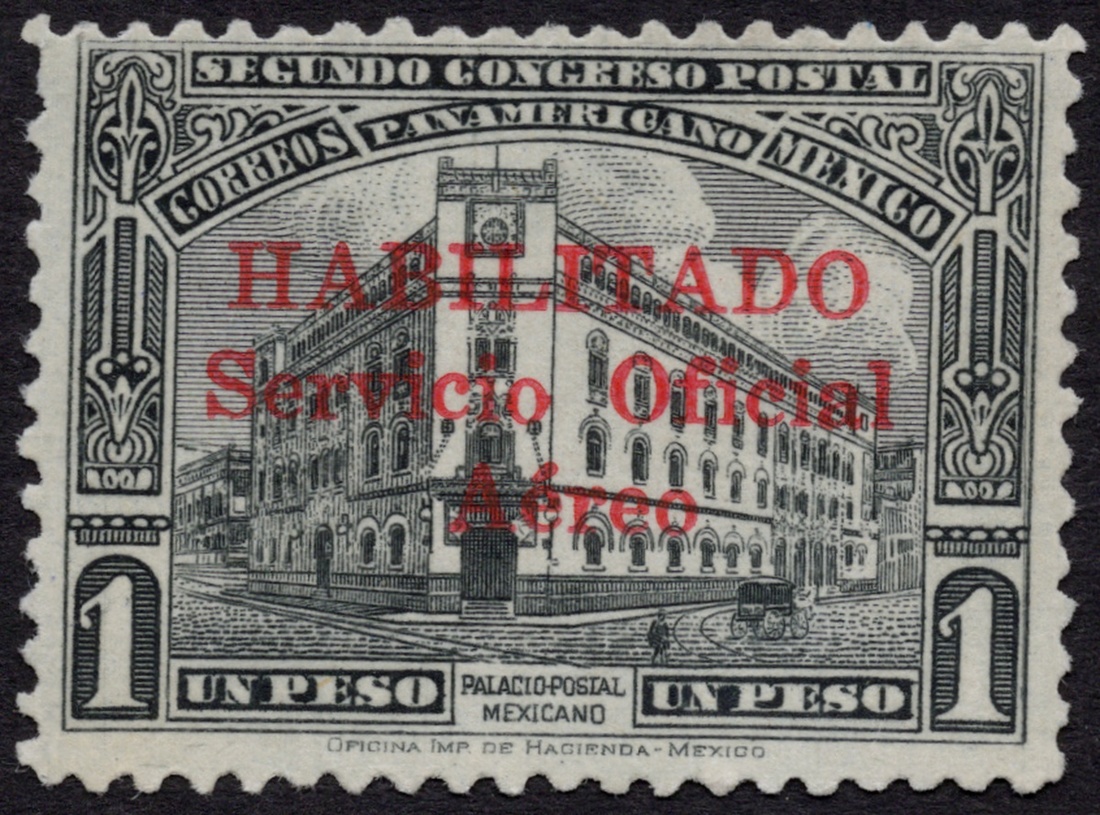 SEGUNDO CONGRESO POSTAL
CORREOS PANAMERICANO MEXICO
HABILITADO
Servicio Oficial
Aéreo
1 1
UN PESO PALACIO-POSTAL UN PESO
MEXICANO
OFICINA IMP. DE HACIENDA-MEXICO